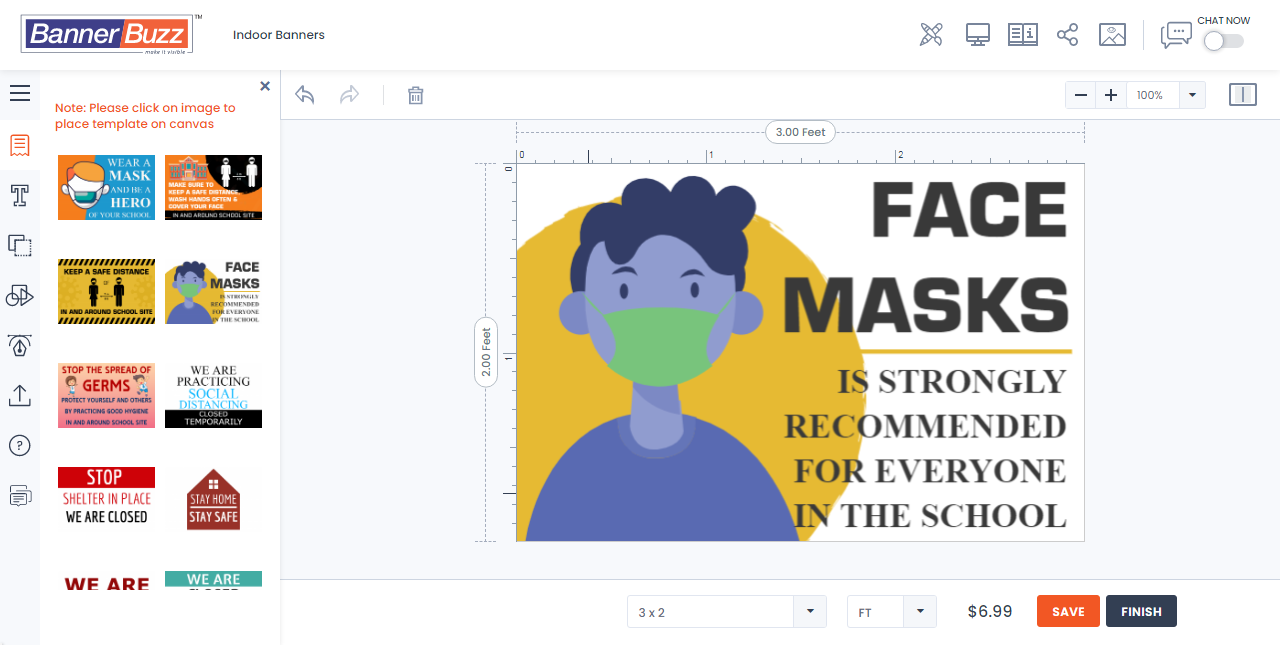 BannerBuzz
TM
make it visible
Indoor Banners
CHAT NOW
Note: Please click on image to
place template on canvas
100%
WEAR A
MASK
AND BE A
HERO
OF YOUR SCHOOL
MAKE SURE TO
KEEP A SAFE DISTANCE
WASH HANDS OFTEN &
COVER YOUR FACE
IN AND AROUND SCHOOL SITE
KEEP A SAFE DISTANCE
IN AND AROUND SCHOOL SITE
FACE
MASKS
IS STRONGLY
RECOMMENDED
FOR EVERYONE
IN THE SCHOOL
STOP THE SPREAD OF
GERMS
PROTECT YOURSELF AND OTHERS
BY PRACTICING GOOD HYGIENE
IN AND AROUND SCHOOL SITE
WE ARE
PRACTICING
SOCIAL
DISTANCING
CLOSED
TEMPORARILY
STOP
SHELTER IN PLACE
WE ARE CLOSED
STAY HOME
STAY SAFE
WE ARE
WE ARE
3.00 Feet
0
1
2
0
1
2.00 Feet
FACE
MASKS
IS STRONGLY
RECOMMENDED
FOR EVERYONE
IN THE SCHOOL
3 x 2
FT
$6.99
SAVE
FINISH